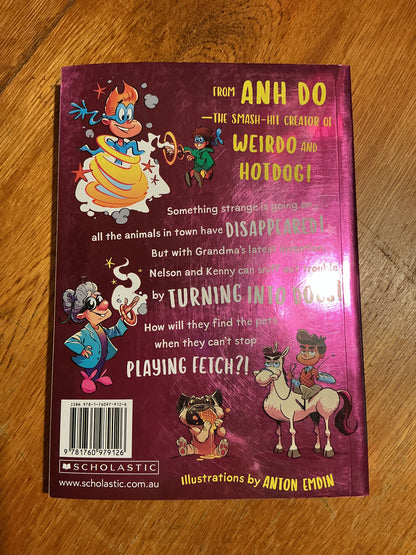 FROM ANH DO
—THE SMASH-HIT CREATOR OF
WEIRDO AND
HOTDOG!
Something strange is going on . . .
all the animals in town have DISAPPEARED!
But with Grandma's latest
Nelson and Kenny can sniff out trouble
by TURNING INTO DOGS!
How will they find the pets
when they can't stop
PLAYING FETCH?!
ISBN 978-1-76097-912-6
9 781760 979126
SCHOLASTIC
www.scholastic.com.au
Illustrations by ANTON EMDIN